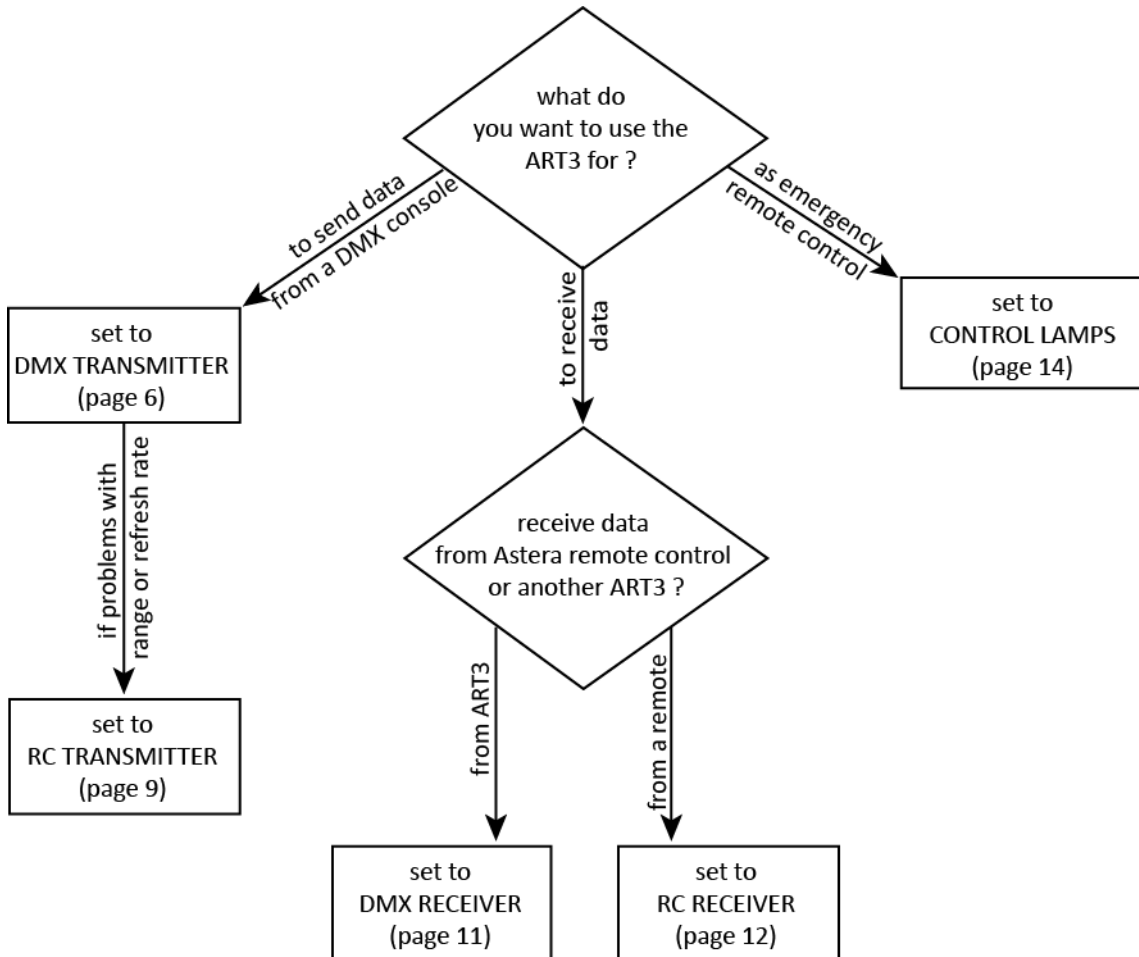 what do
you want to use the
ART3 for ?
to send data
from a DMX console
as emergency
remote control
to receive
data
set to
DMX TRANSMITTER
(page 6)
set to
CONTROL LAMPS
(page 14)
if problems with
range or refresh rate
receive data
from Astera remote control
or another ART3 ?
set to
RC TRANSMITTER
(page 9)
from ART3
from a remote
set to
DMX RECEIVER
(page 11)
set to
RC RECEIVER
(page 12)